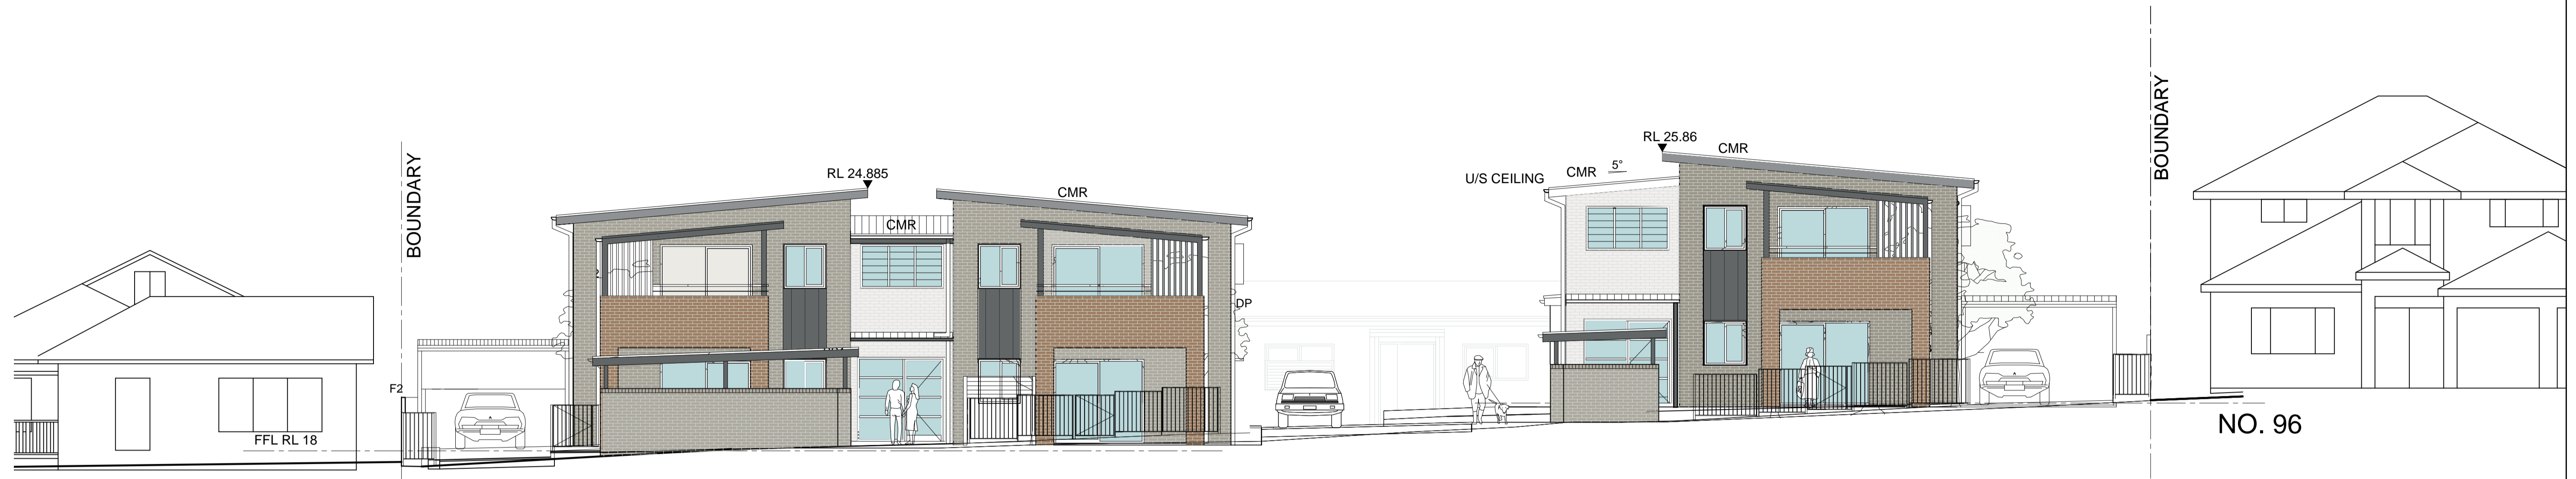 BOUNDARY
RL 24.885
CMR
CMR
U/S CEILING
CMR
5°
RL 25.86
CMR
BOUNDARY
DP
F2
FFL RL 18
NO. 96